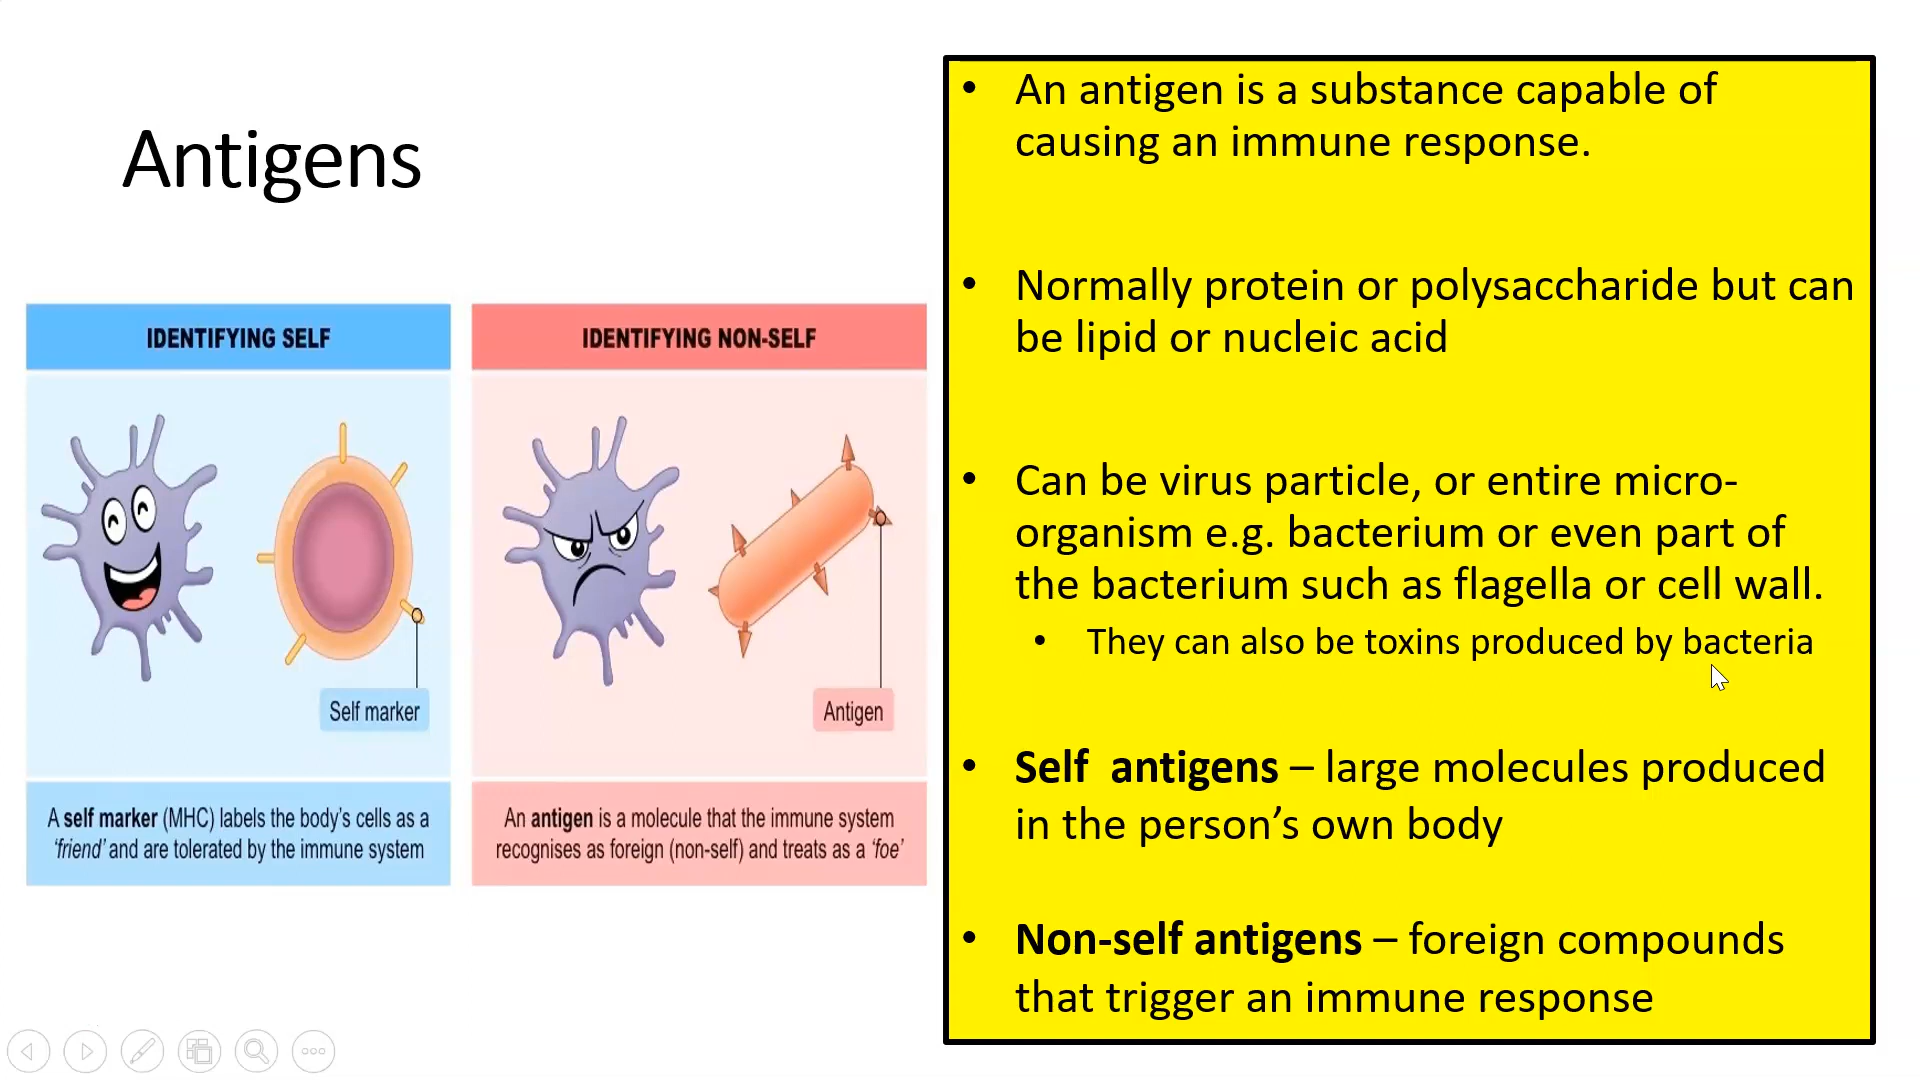 Antigens
IDENTIFYING SELF
Self marker
A self marker (MHC) labels the body's cells as a
'friend' and are tolerated by the immune system
IDENTIFYING NON-SELF
Antigen
An antigen is a molecule that the immune system
recognises as foreign (non-self) and treats as a 'foe'
• An antigen is a substance capable of
causing an immune response.
• Normally protein or polysaccharide but can
be lipid or nucleic acid
• Can be virus particle, or entire micro-
organism e.g. bacterium or even part of
the bacterium such as flagella or cell wall.
• They can also be toxins produced by bacteria
• Self antigens – large molecules produced
in the person's own body
• Non-self antigens – foreign compounds
that trigger an immune response